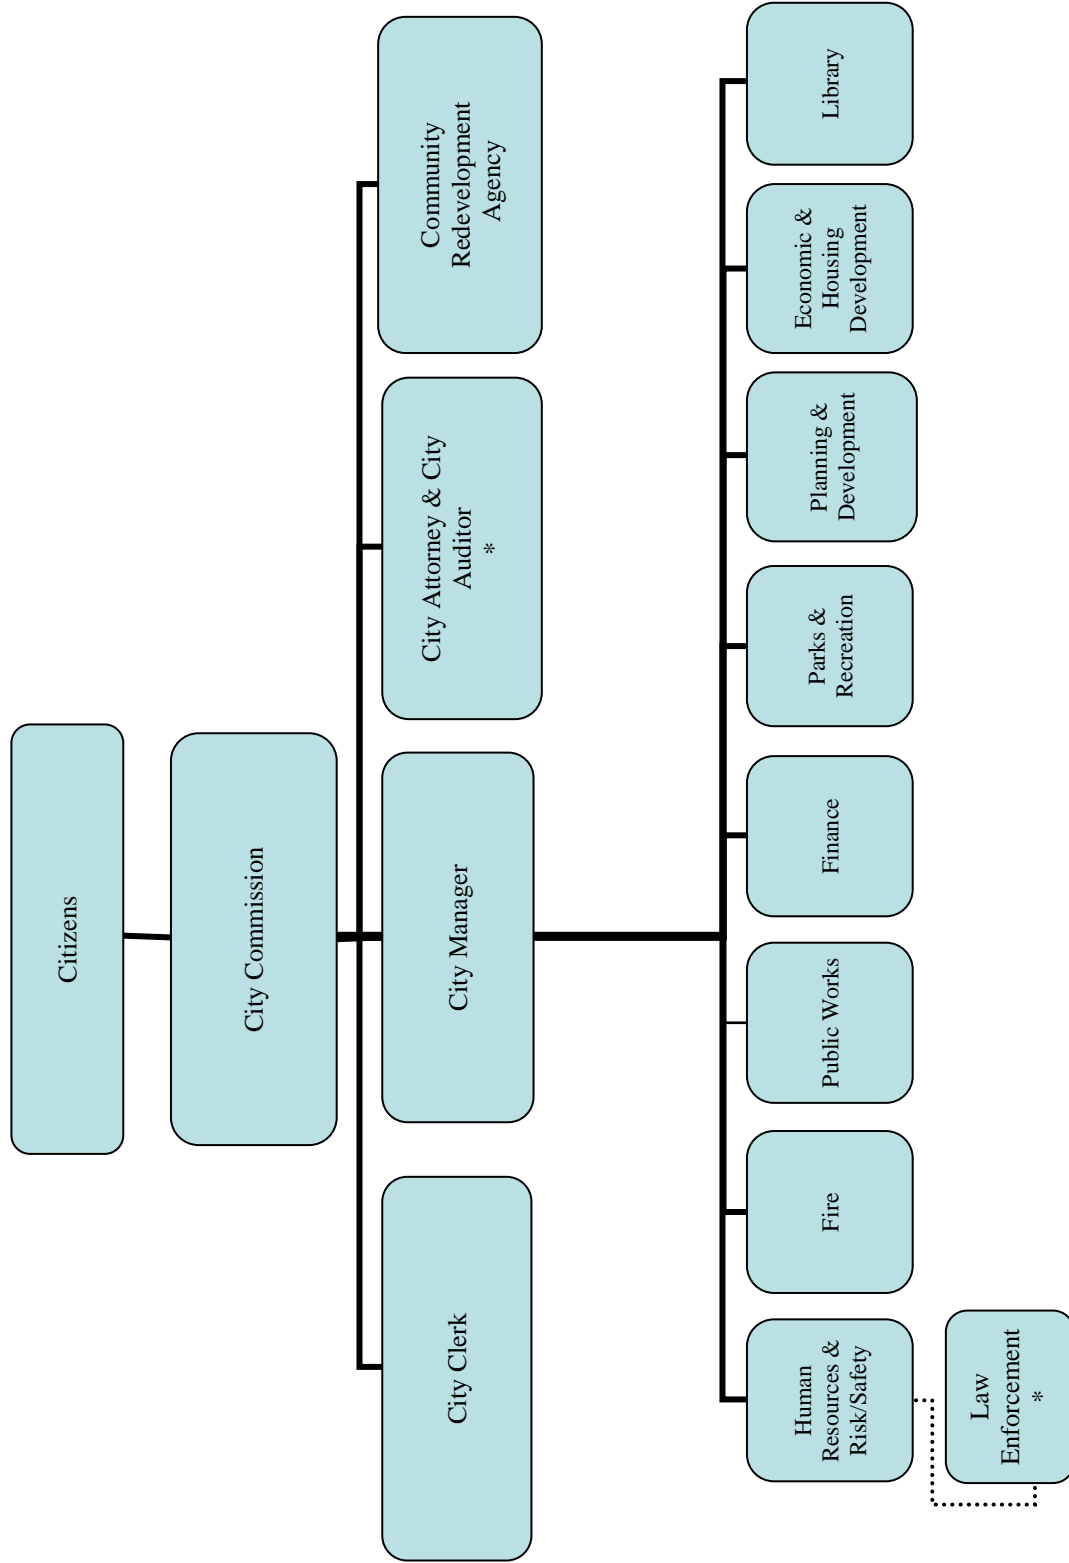 Citizens
City Commission
City Clerk
City Manager
City Attorney & City
Auditor
*
Community
Redevelopment
Agency
Human
Resources &
Risk/Safety
Fire
Public Works
Finance
Parks &
Recreation
Planning &
Development
Economic &
Housing
Development
Library
Law
Enforcement
*